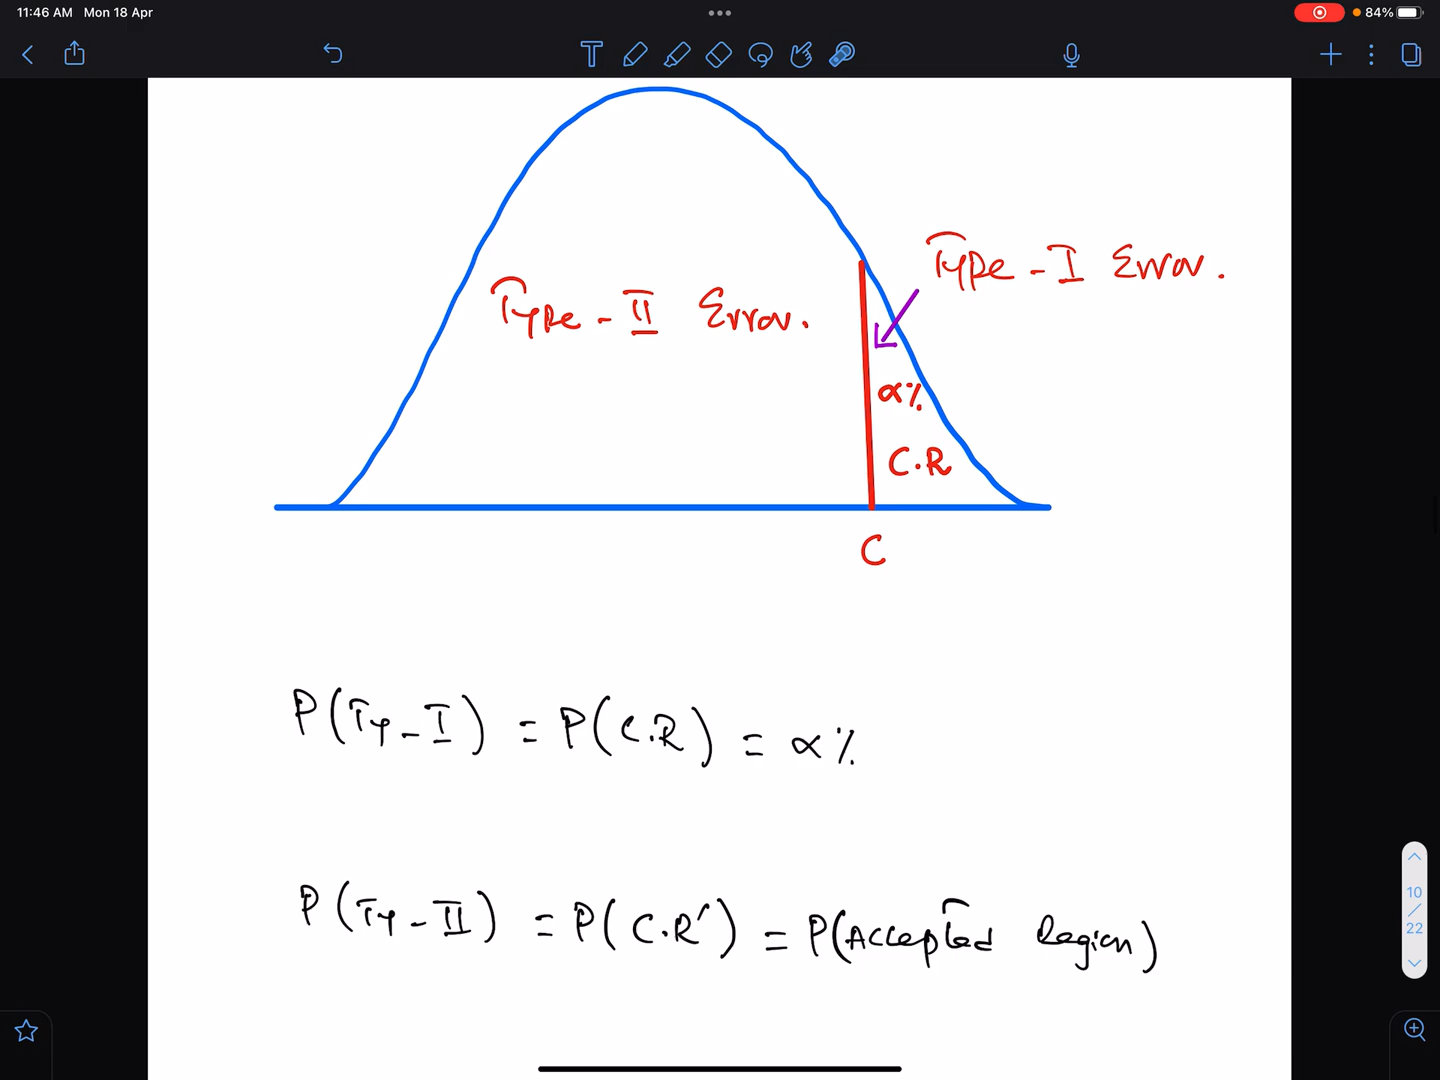 11:46 AM Mon 18 Apr
84%
Type - I Error.
Type - II Error.
α%
C.R
C
P(Ty-I) = P(C.R) = α%
P(Ty-II) = P(C.R′) = P(Accepted Region)
10
/
22